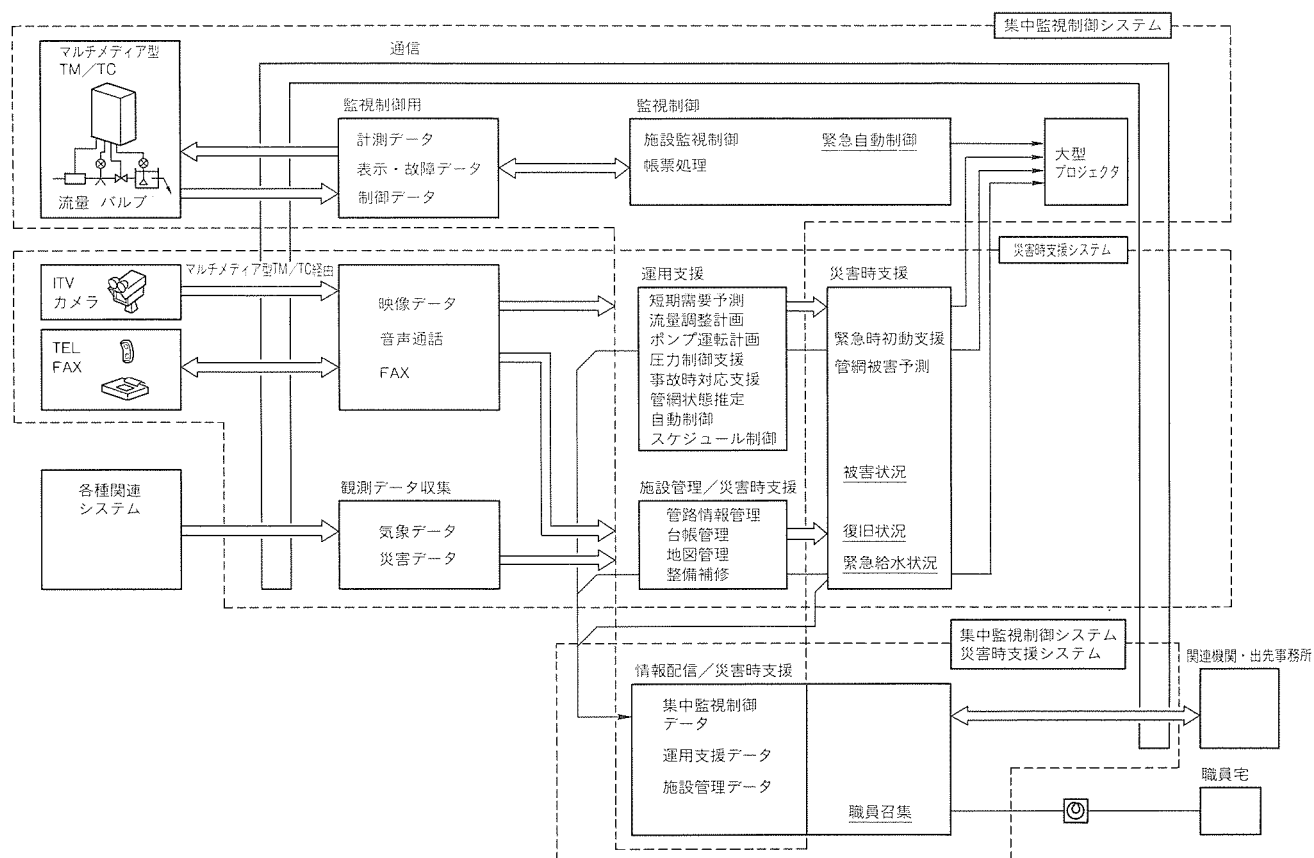 集中監視制御システム
マルチメディア型
TM/TC
流量 バルブ
通信
監視制御用
計測データ
表示・故障データ
制御データ
監視制御
施設監視制御
緊急自動制御
帳票処理
大型
プロジェクタ
災害時支援システム
ITV
カメラ
マルチメディア型TM/TC経由
TEL
FAX
映像データ
音声通話
FAX
運用支援
短期需要予測
流量調整計画
ポンプ運転計画
圧力制御支援
事故時対応支援
管網状態推定
自動制御
スケジュール制御
災害時支援
緊急時初動支援
管網被害予測
被害状況
復旧状況
緊急給水状況
各種関連
システム
観測データ収集
気象データ
災害データ
施設管理/災害時支援
管路情報管理
台帳管理
地図管理
整備補修
集中監視制御システム
災害時支援システム
情報配信/災害時支援
集中監視制御
データ
運用支援データ
施設管理データ
職員召集
関連機関・出先事務所
職員宅